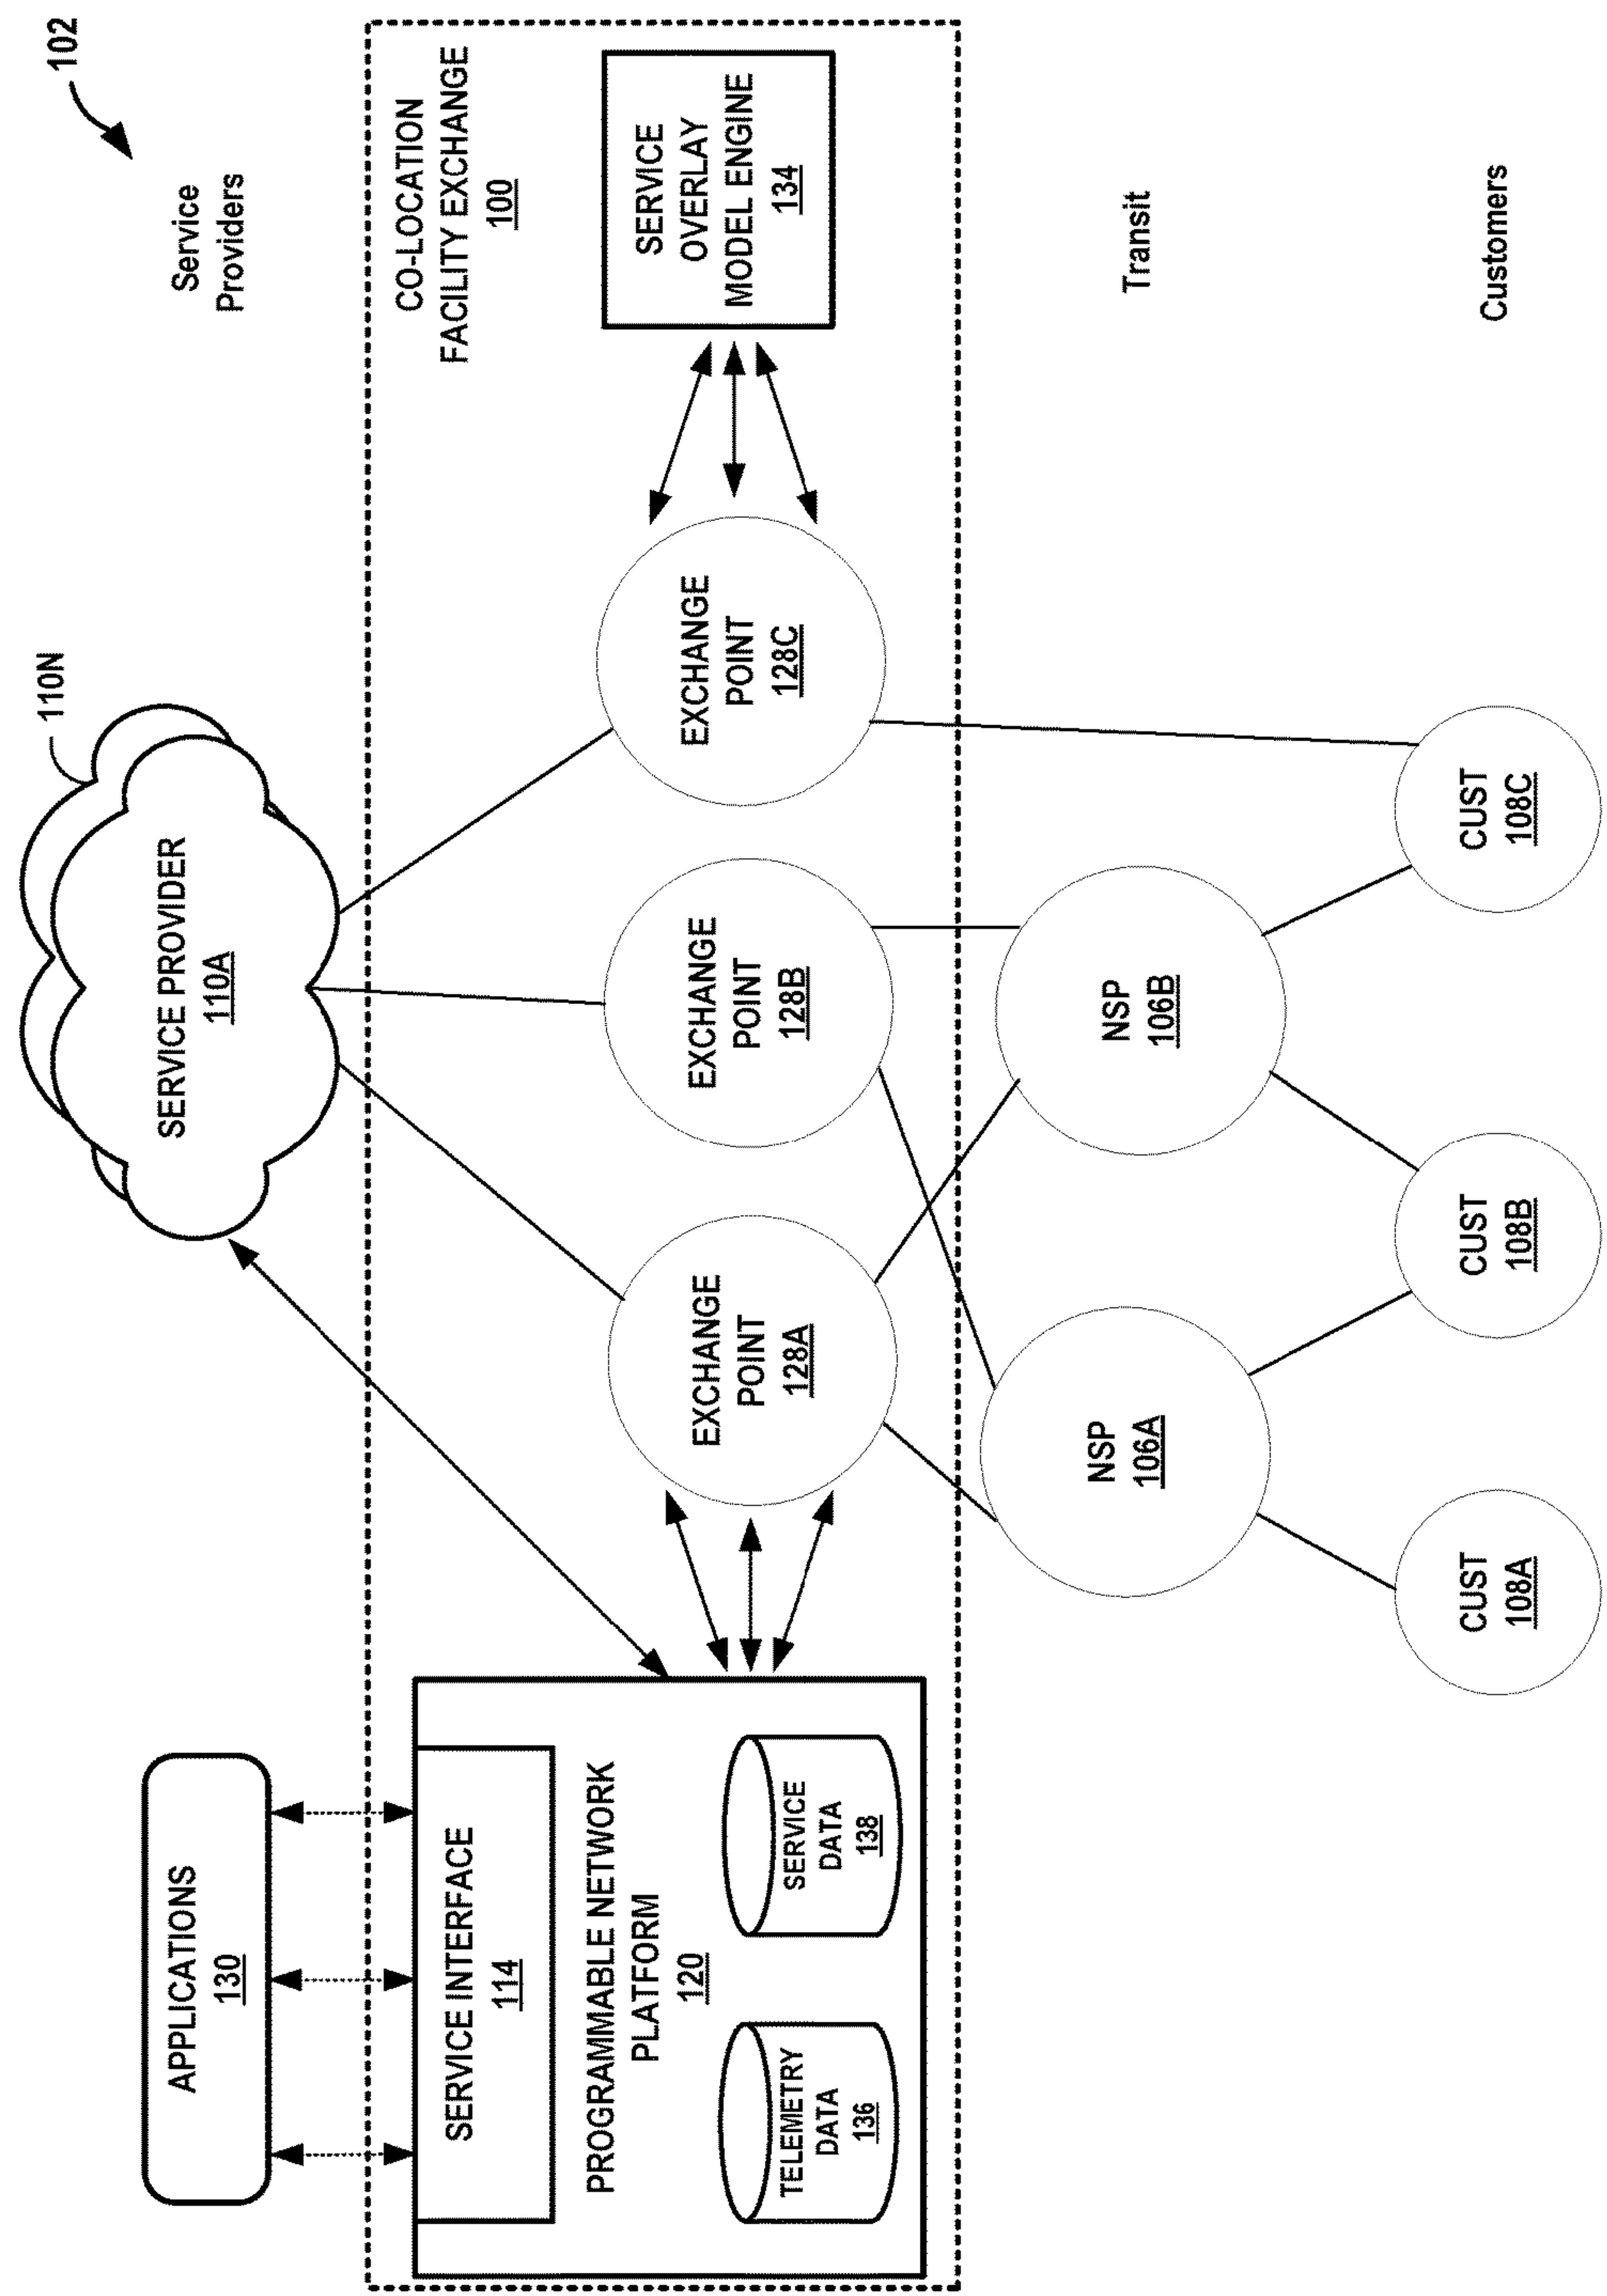 102
Service
Providers
110N
SERVICE PROVIDER
110A
APPLICATIONS
130
CO-LOCATION
FACILITY EXCHANGE
100
SERVICE INTERFACE
114
PROGRAMMABLE NETWORK
PLATFORM
120
TELEMETRY
DATA
136
SERVICE
DATA
138
EXCHANGE
POINT
128A
EXCHANGE
POINT
128B
EXCHANGE
POINT
128C
SERVICE
OVERLAY
MODEL ENGINE
134
NSP
106A
NSP
106B
Transit
CUST
108A
CUST
108B
CUST
108C
Customers